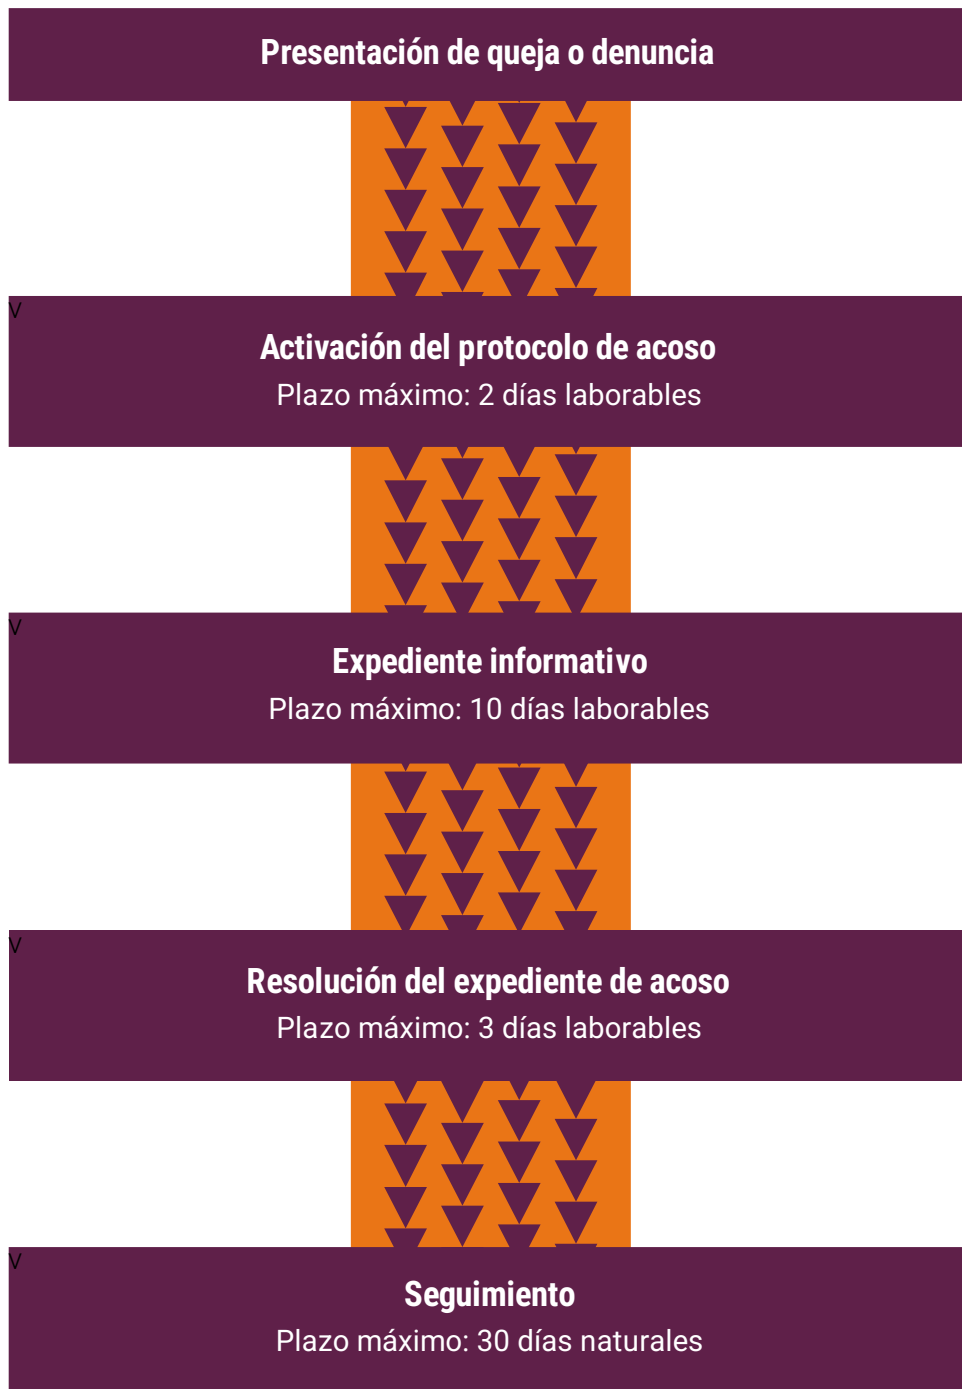 Presentación de queja o denuncia
V
Activación del protocolo de acoso
Plazo máximo: 2 días laborables
V
Expediente informativo
Plazo máximo: 10 días laborables
V
Resolución del expediente de acoso
Plazo máximo: 3 días laborables
V
Seguimiento
Plazo máximo: 30 días naturales